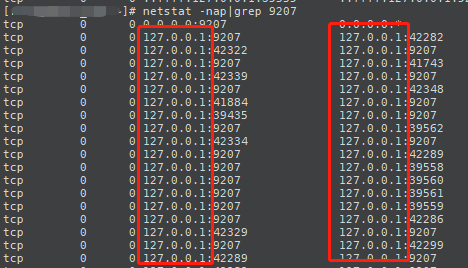 [ ]# netstat -nap|grep 9207
tcp 0 0 0.0.0.0:9207 0.0.0.0:*
tcp 0 0 127.0.0.1:9207 127.0.0.1:42282
tcp 0 0 127.0.0.1:42322 127.0.0.1:9207
tcp 0 0 127.0.0.1:9207 127.0.0.1:41743
tcp 0 0 127.0.0.1:42339 127.0.0.1:9207
tcp 0 0 127.0.0.1:9207 127.0.0.1:42348
tcp 0 0 127.0.0.1:41884 127.0.0.1:9207
tcp 0 0 127.0.0.1:39435 127.0.0.1:9207
tcp 0 0 127.0.0.1:9207 127.0.0.1:39562
tcp 0 0 127.0.0.1:42334 127.0.0.1:9207
tcp 0 0 127.0.0.1:9207 127.0.0.1:42289
tcp 0 0 127.0.0.1:9207 127.0.0.1:39558
tcp 0 0 127.0.0.1:9207 127.0.0.1:39560
tcp 0 0 127.0.0.1:9207 127.0.0.1:39561
tcp 0 0 127.0.0.1:9207 127.0.0.1:39559
tcp 0 0 127.0.0.1:9207 127.0.0.1:42286
tcp 0 0 127.0.0.1:42329 127.0.0.1:9207
tcp 0 0 127.0.0.1:9207 127.0.0.1:42299
tcp 0 0 127.0.0.1:42289 127.0.0.1:9207